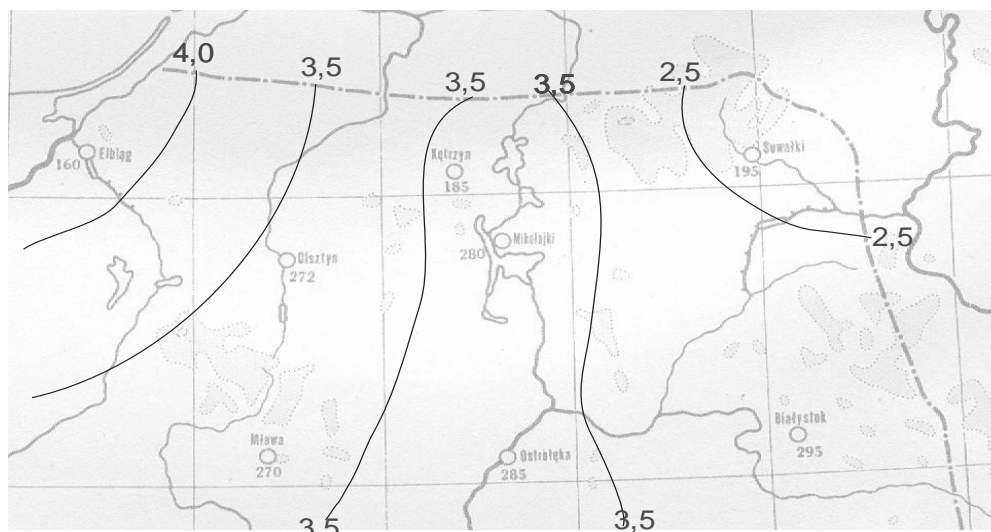 4,0
3,5
3,5
3,5
2,5
160
Elbląg
Kętrzyn
185
Suwałki
195
Mikołajki
280
Olsztyn
272
2,5
Mława
270
Ostrołęka
285
Białystok
295
3,5
3,5